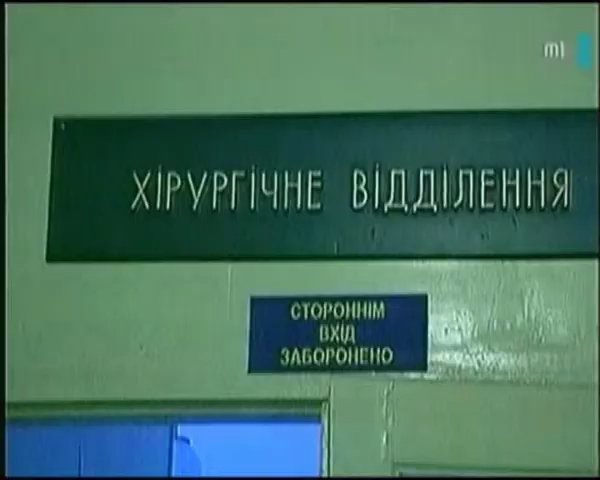 m1
ХІРУРГІЧНЕ ВІДДІЛЕННЯ
СТОРОННІМ
ВХІД
ЗАБОРОНЕНО